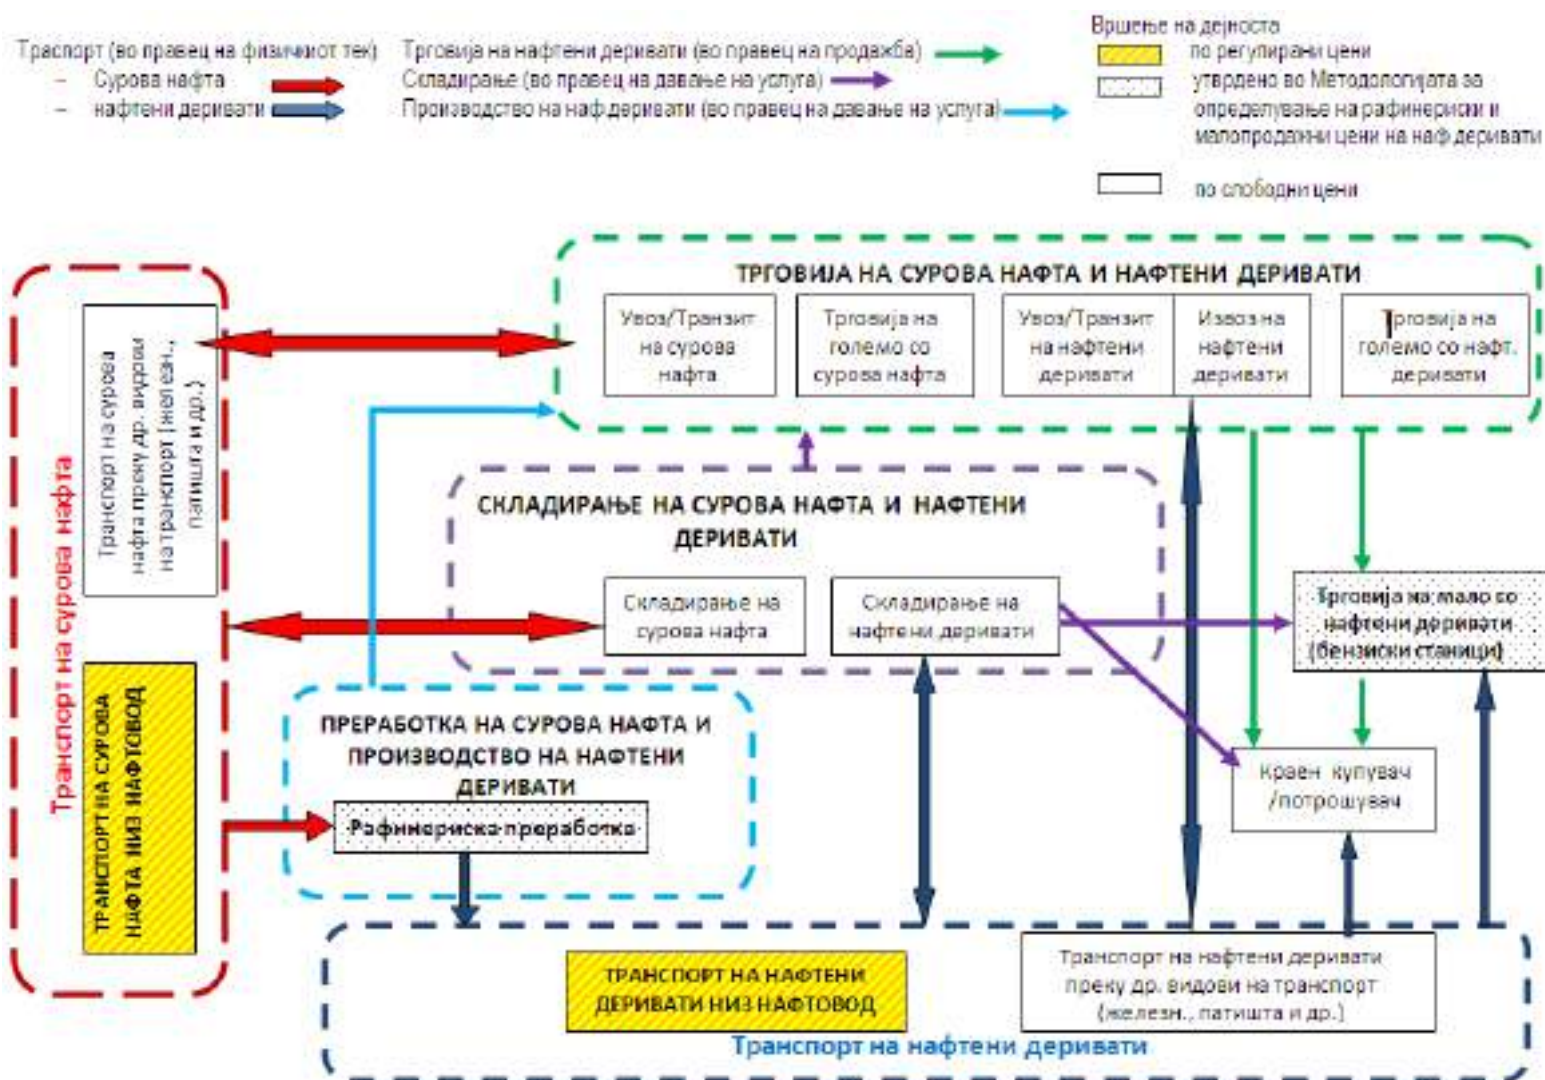 Траспорт (во правец на физичкиот тек)
– Сурова нафта
– нафтени деривати
Трговија на нафтени деривати (во правец на продажба)
Складирање (во правец на давање на услуга)
Производство на наф.деривати (во правец на давање на услуга)
Вршење на дејноста
по регулирани цени
утврдено во Методологијата за
определување на рафинериски и
малопродажни цени на наф.деривати
по слободни цени
Транспорт на сурова нафта
Транспорт на сурова
нафта преку др. видови
на транспорт (железн.,
патишта и др.)
ТРАНСПОРТ НА СУРОВА
НАФТА НИЗ НАФТОВОД
ТРГОВИЈА НА СУРОВА НАФТА И НАФТЕНИ ДЕРИВАТИ
Увоз/Транзит
на сурова
нафта
Трговија на
големо со
сурова нафта
Увоз/Транзит
на нафтени
деривати
Извоз на
нафтени
деривати
Трговија на
големо со нафт.
деривати
СКЛАДИРАЊЕ НА СУРОВА НАФТА И НАФТЕНИ
ДЕРИВАТИ
Складирање на
сурова нафта
Складирање на
нафтени деривати
Трговија на мало со
нафтени деривати
(бензиски станици)
ПРЕРАБОТКА НА СУРОВА НАФТА И
ПРОИЗВОДСТВО НА НАФТЕНИ
ДЕРИВАТИ
Рафинериска преработка
Краен купувач
/потрошувач
ТРАНСПОРТ НА НАФТЕНИ
ДЕРИВАТИ НИЗ НАФТОВОД
Транспорт на нафтени деривати
преку др. видови на транспорт
(железн., патишта и др.)
Транспорт на нафтени деривати